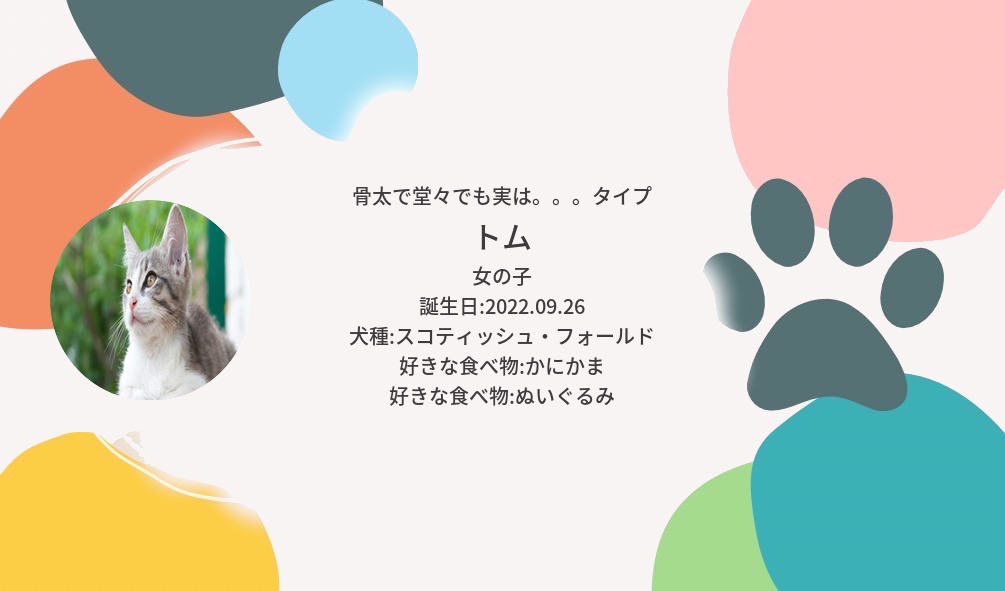 骨太で堂々でも実は。。。タイプ
トム
女の子
誕生日:2022.09.26
犬種:スコティッシュ・フォールド
好きな食べ物:かにかま
好きな食べ物:ぬいぐるみ